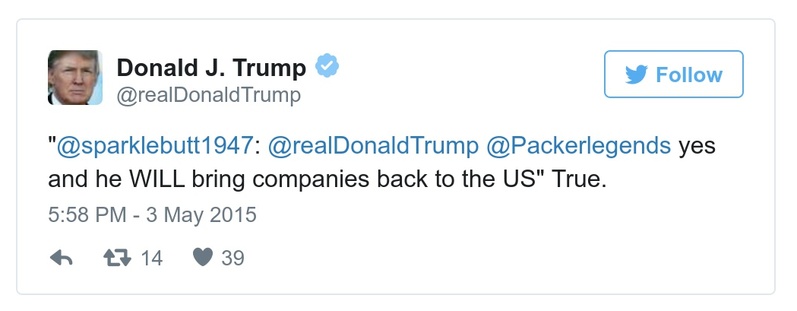 Donald J. Trump
Follow
@realDonaldTrump
"@sparklebutt1947: @realDonaldTrump @Packerlegends yes
and he WILL bring companies back to the US" True.
5:58 PM - 3 May 2015
14 39